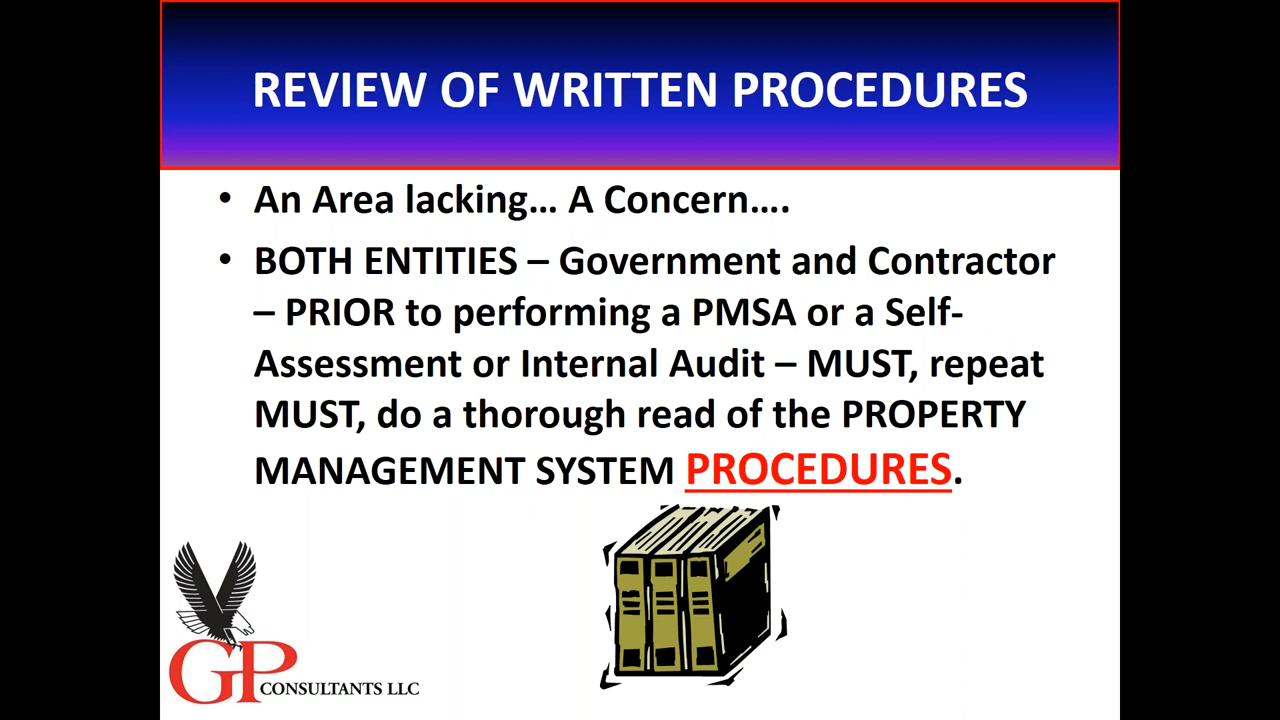 REVIEW OF WRITTEN PROCEDURES
• An Area lacking… A Concern….
• BOTH ENTITIES – Government and Contractor
– PRIOR to performing a PMSA or a Self-
Assessment or Internal Audit – MUST, repeat
MUST, do a thorough read of the PROPERTY
MANAGEMENT SYSTEM PROCEDURES.
GP CONSULTANTS LLC